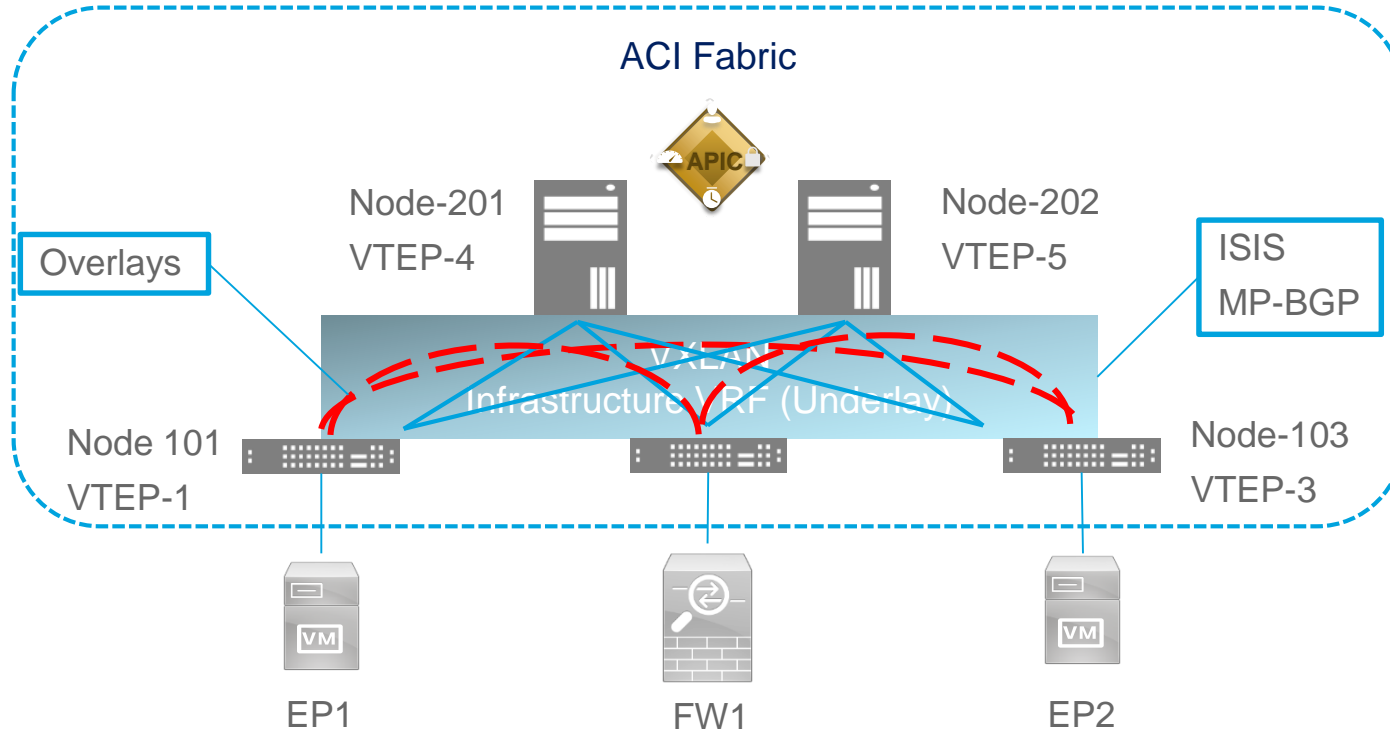 ACI Fabric
APIC
Node-201
VTEP-4
Node-202
VTEP-5
Overlays
ISIS
MP-BGP
VXLAN
Infrastructure VRF (Underlay)
Node 101
VTEP-1
Node-103
VTEP-3
VM
VM
EP1
FW1
EP2